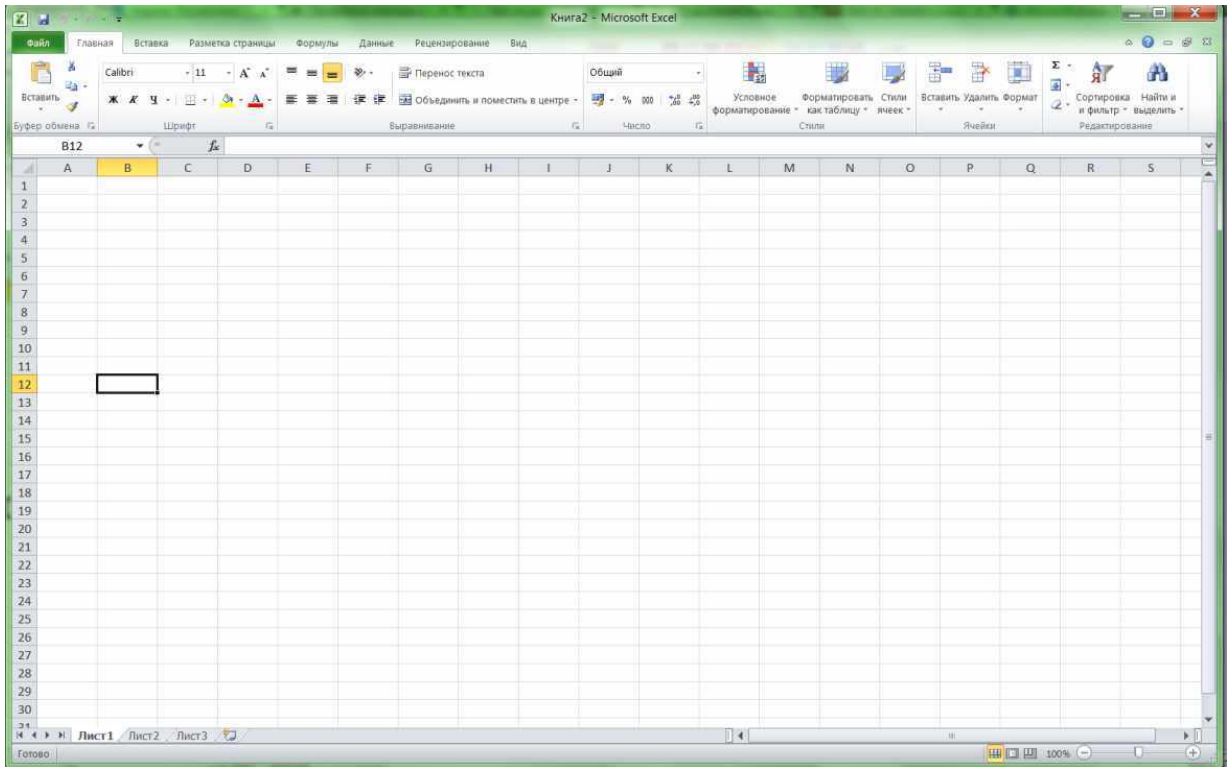 Книга2 - Microsoft Excel
Файл Главная Вставка Разметка страницы Формулы Данные Рецензирование Вид
Вставить
Calibri 11 A A
Ж К Ч A
Перенос текста
Объединить и поместить в центре
Общий
% 000 ,00 ,00
Условное форматирование
Форматировать как таблицу
Стили ячеек
Вставить Удалить Формат
Σ
Сортировка и фильтр
Найти и выделить
Буфер обмена Шрифт Выравнивание Число Стили Ячейки Редактирование
B12 fx
A B C D E F G H I J K L M N O P Q R S
1
2
3
4
5
6
7
8
9
10
11
12
13
14
15
16
17
18
19
20
21
22
23
24
25
26
27
28
29
30
31
Лист1 Лист2 Лист3
Готово 100%